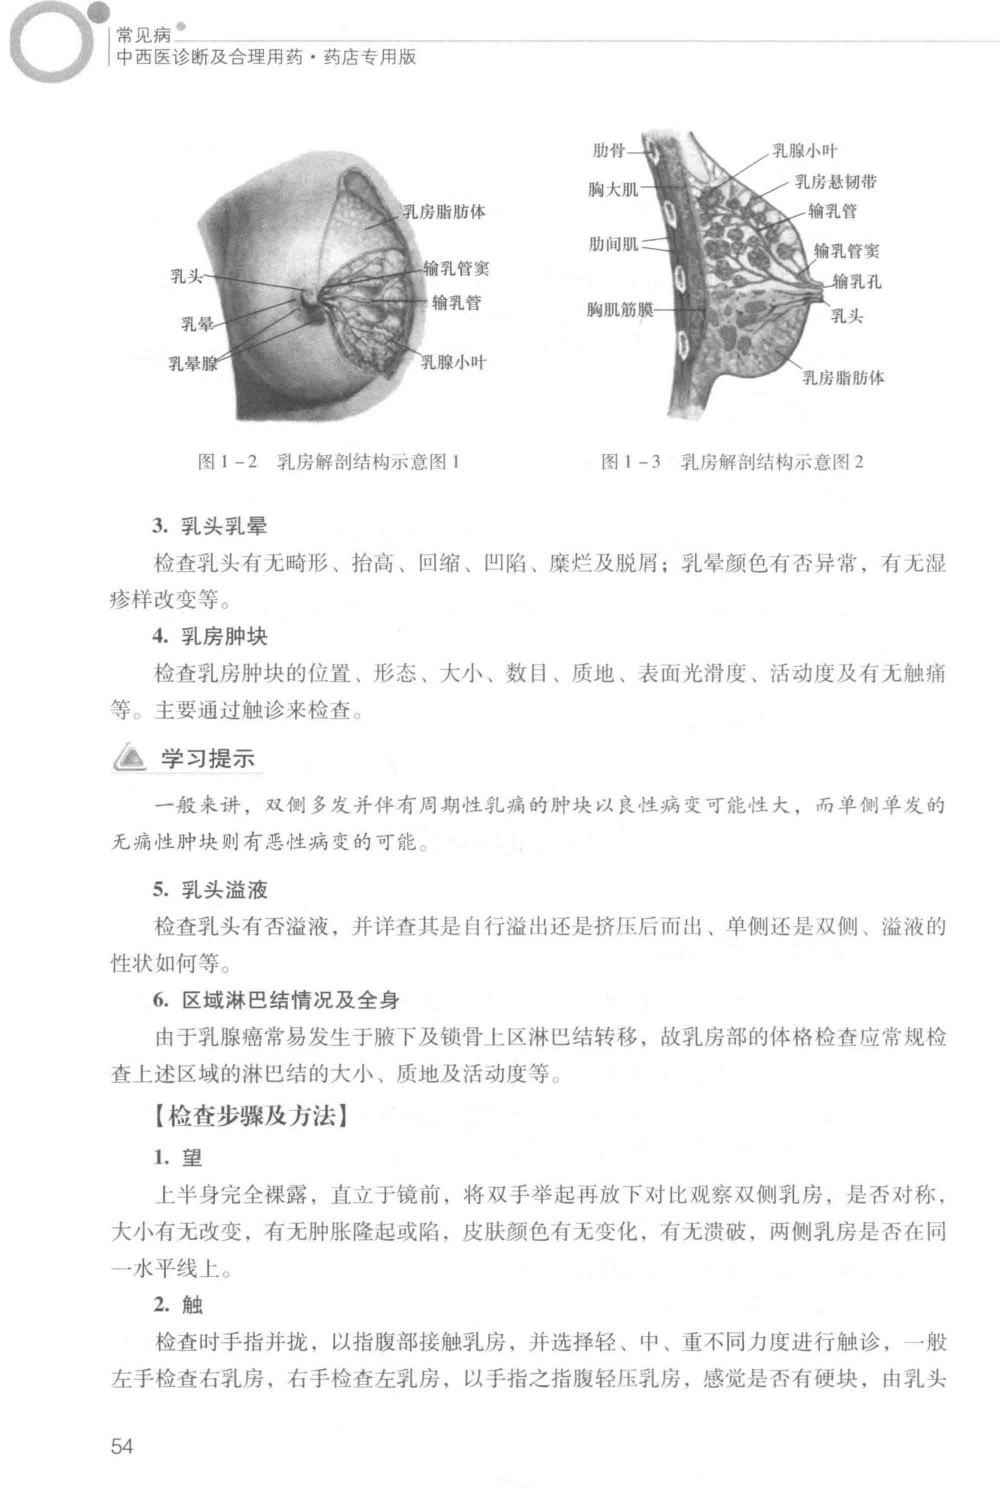 常见病
中西医诊断及合理用药·药店专用版
乳房脂肪体
输乳管窦
乳头
输乳管
乳晕
乳晕腺
乳腺小叶
肋骨
乳腺小叶
胸大肌
乳房悬韧带
输乳管
肋间肌
输乳管窦
输乳孔
胸肌筋膜
乳头
乳房脂肪体
图1-2 乳房解剖结构示意图1
图1-3 乳房解剖结构示意图2
3. 乳头乳晕
检查乳头有无畸形、抬高、回缩、凹陷、糜烂及脱屑；乳晕颜色有否异常，有无湿
疹样改变等。
4. 乳房肿块
检查乳房肿块的位置、形态、大小、数目、质地、表面光滑度、活动度及有无触痛
等。主要通过触诊来检查。
学习提示
一般来讲，双侧多发并伴有周期性乳痛的肿块以良性病变可能性大，而单侧单发的
无痛性肿块则有恶性病变的可能。
5. 乳头溢液
检查乳头有否溢液，并详查其是自行溢出还是挤压后而出、单侧还是双侧、溢液的
性状如何等。
6. 区域淋巴结情况及全身
由于乳腺癌常易发生于腋下及锁骨上区淋巴结转移，故乳房部的体格检查应常规检
查上述区域的淋巴结的大小、质地及活动度等。
【检查步骤及方法】
1. 望
上半身完全裸露，直立于镜前，将双手举起再放下对比观察双侧乳房，是否对称，
大小有无改变，有无肿胀隆起或陷，皮肤颜色有无变化，有无溃破，两侧乳房是否在同
一水平线上。
2. 触
检查时手指并拢，以指腹部接触乳房，并选择轻、中、重不同力度进行触诊，一般
左手检查右乳房，右手检查左乳房，以手指之指腹轻压乳房，感觉是否有硬块，由乳头
54